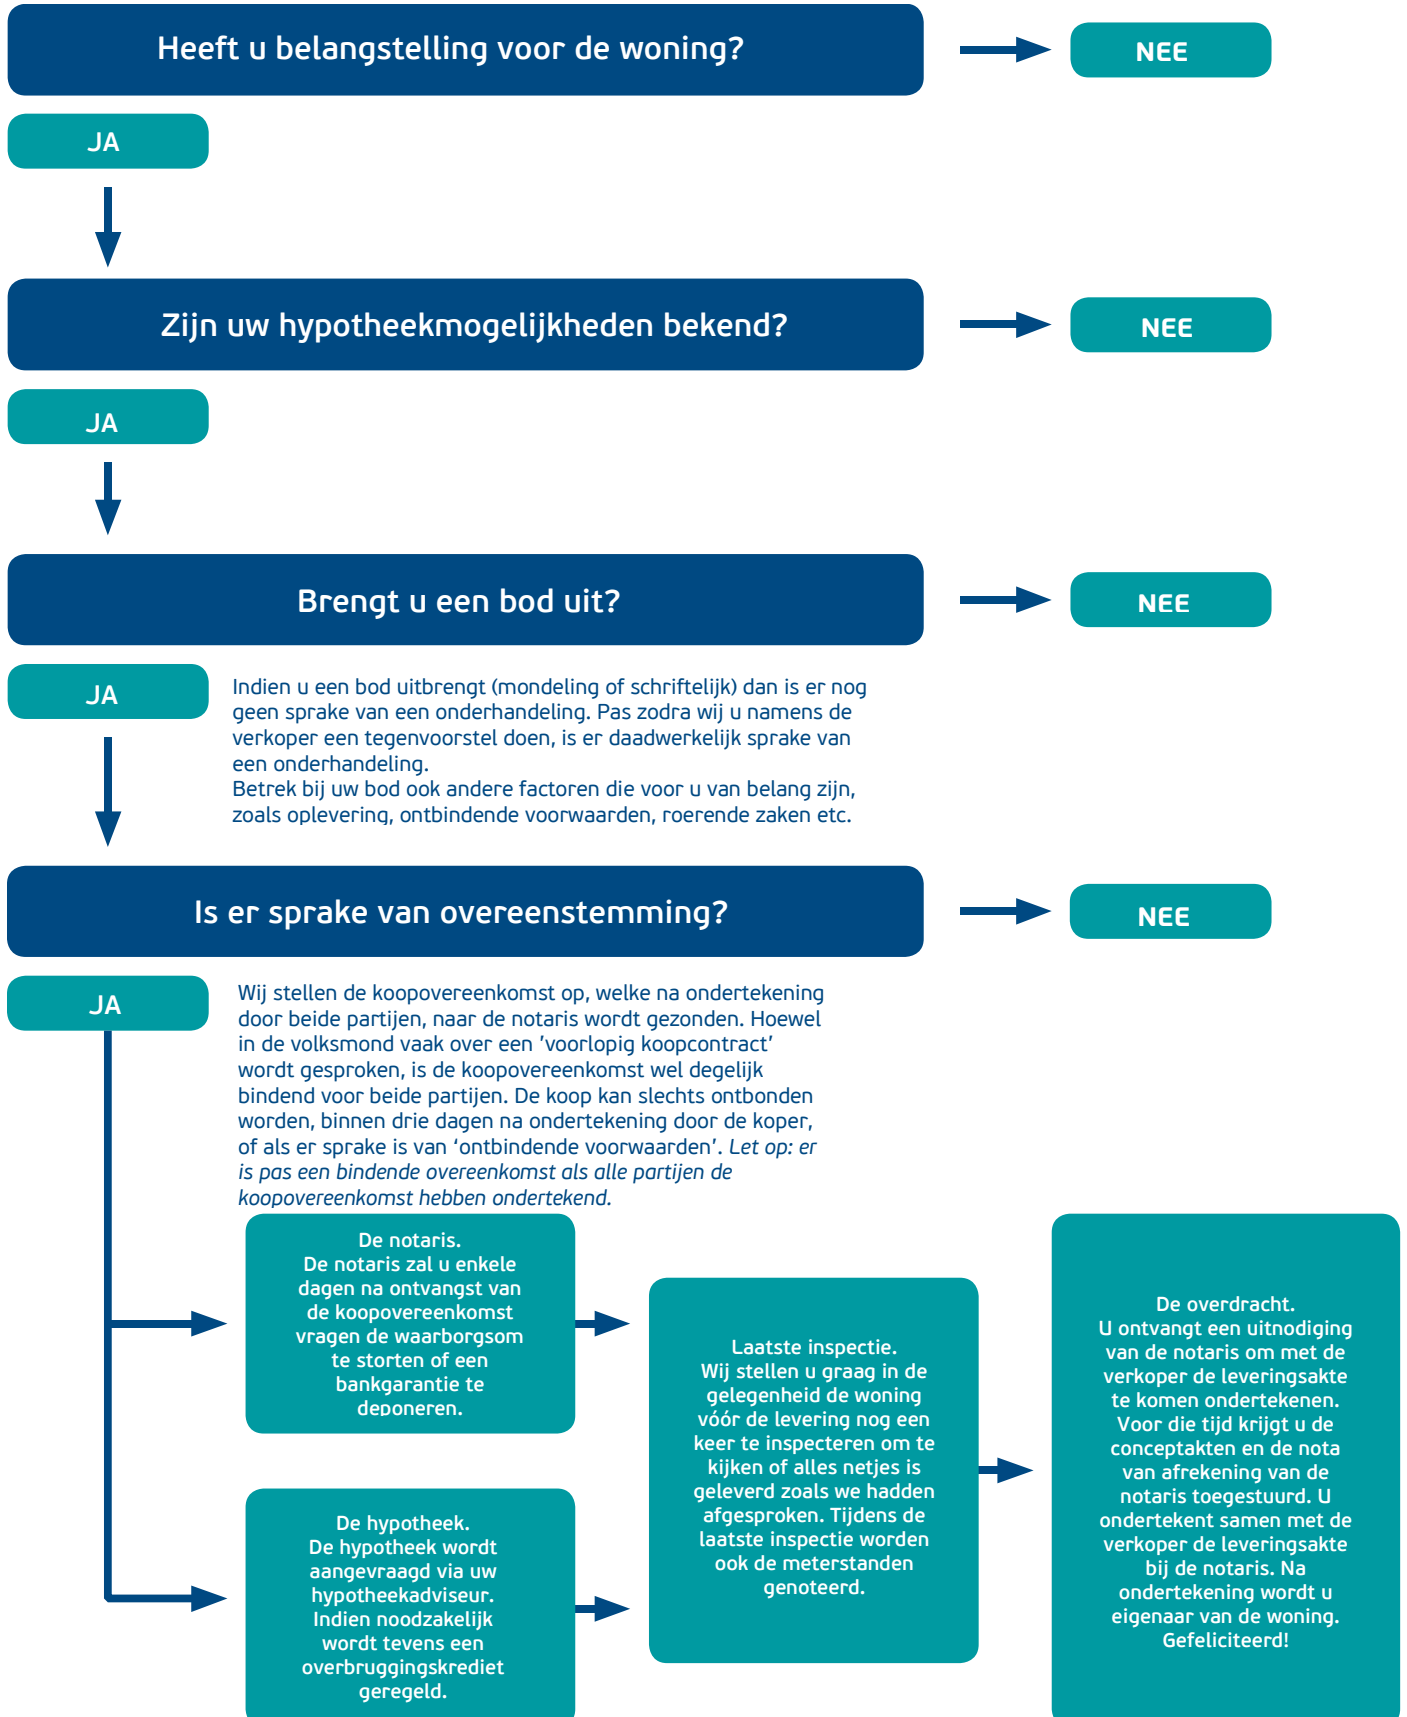 Heeft u belangstelling voor de woning?
NEE
JA
Zijn uw hypotheekmogelijkheden bekend?
NEE
JA
Brengt u een bod uit?
NEE
JA
Indien u een bod uitbrengt (mondeling of schriftelijk) dan is er nog
geen sprake van een onderhandeling. Pas zodra wij u namens de
verkoper een tegenvoorstel doen, is er daadwerkelijk sprake van
een onderhandeling.
Betrek bij uw bod ook andere factoren die voor u van belang zijn,
zoals oplevering, ontbindende voorwaarden, roerende zaken etc.
Is er sprake van overeenstemming?
NEE
JA
Wij stellen de koopovereenkomst op, welke na ondertekening
door beide partijen, naar de notaris wordt gezonden. Hoewel
in de volksmond vaak over een 'voorlopig koopcontract'
wordt gesproken, is de koopovereenkomst wel degelijk
bindend voor beide partijen. De koop kan slechts ontbonden
worden, binnen drie dagen na ondertekening door de koper,
of als er sprake is van ‘ontbindende voorwaarden’. Let op: er
is pas een bindende overeenkomst als alle partijen de
koopovereenkomst hebben ondertekend.
De notaris.
De notaris zal u enkele
dagen na ontvangst van
de koopovereenkomst
vragen de waarborgsom
te storten of een
bankgarantie te
deponeren.
De hypotheek.
De hypotheek wordt
aangevraagd via uw
hypotheekadviseur.
Indien noodzakelijk
wordt tevens een
overbruggingskrediet
geregeld.
Laatste inspectie.
Wij stellen u graag in de
gelegenheid de woning
vóór de levering nog een
keer te inspecteren om te
kijken of alles netjes is
geleverd zoals we hadden
afgesproken. Tijdens de
laatste inspectie worden
ook de meterstanden
genoteerd.
De overdracht.
U ontvangt een uitnodiging
van de notaris om met de
verkoper de leveringsakte
te komen ondertekenen.
Voor die tijd krijgt u de
conceptakten en de nota
van afrekening van de
notaris toegestuurd. U
ondertekent samen met de
verkoper de leveringsakte
bij de notaris. Na
ondertekening wordt u
eigenaar van de woning.
Gefeliciteerd!